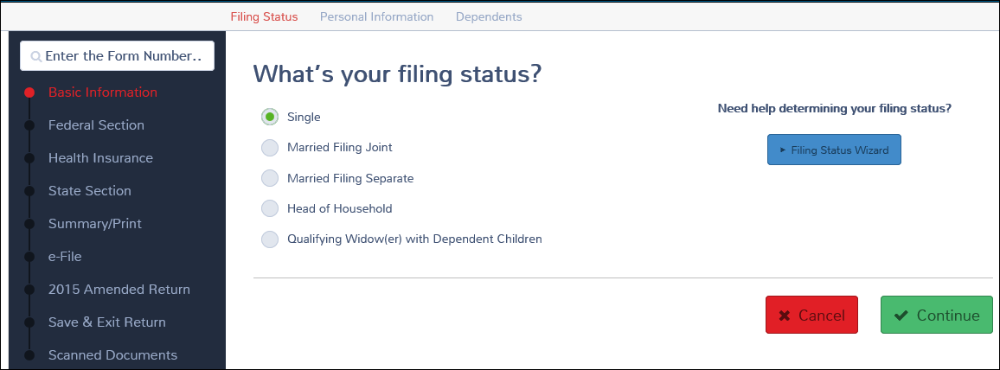 Filing Status Personal Information Dependents
Enter the Form Number..
Basic Information
Federal Section
Health Insurance
State Section
Summary/Print
e-File
2015 Amended Return
Save & Exit Return
Scanned Documents
What's your filing status?
Single
Married Filing Joint
Married Filing Separate
Head of Household
Qualifying Widow(er) with Dependent Children
Need help determining your filing status?
Filing Status Wizard
Cancel
Continue